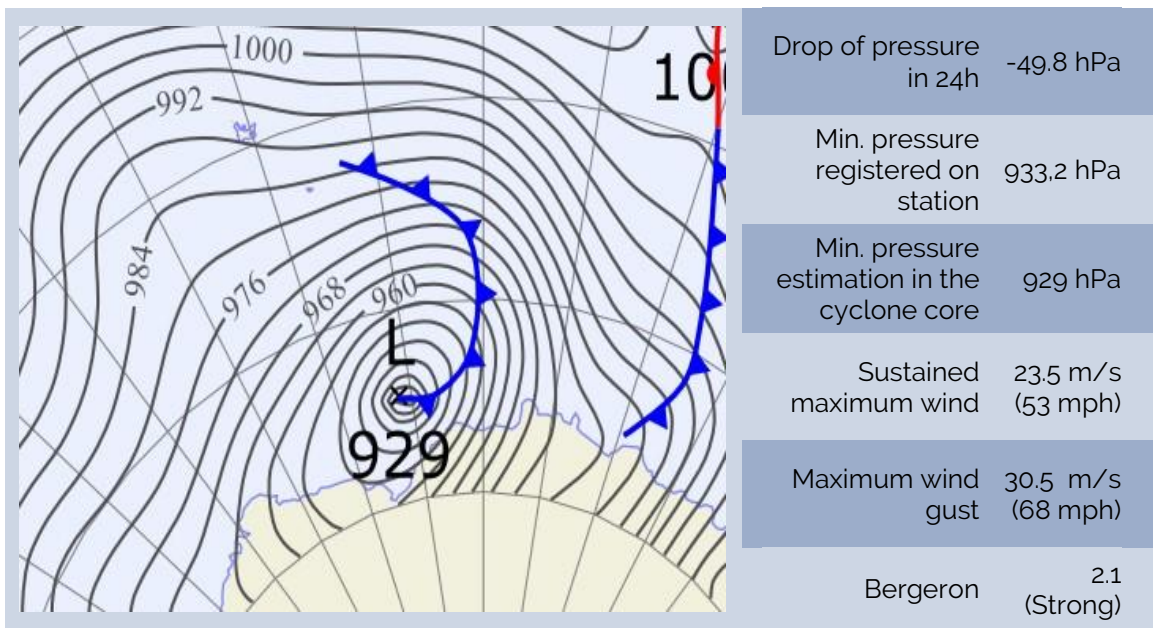 1000
10
992
984
976
968
960
L
x
929
Drop of pressure
in 24h
-49.8 hPa
Min. pressure
registered on
station
933,2 hPa
Min. pressure
estimation in the
cyclone core
929 hPa
Sustained
maximum wind
23.5 m/s
(53 mph)
Maximum wind
gust
30.5 m/s
(68 mph)
Bergeron
2.1
(Strong)